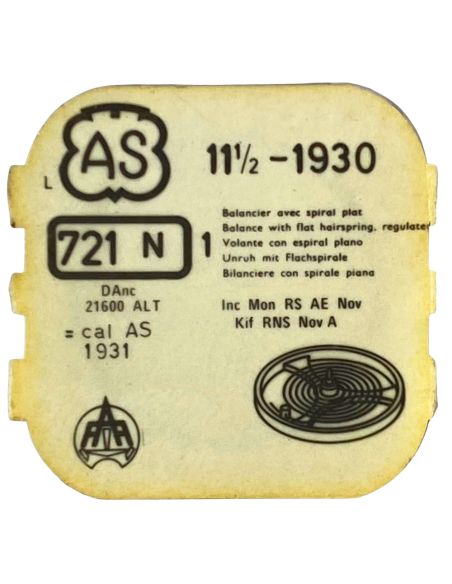 AS
L
11 1/2 - 1930
721 N 1
Balancier avec spiral plat
Balance with flat hairspring, regulated
Volante con espiral plano
Unruh mit Flachspirale
Bilanciere con spirale piana
DAnc
21600 ALT
= cal AS
1931
Inc Mon RS AE Nov
Kif RNS Nov A